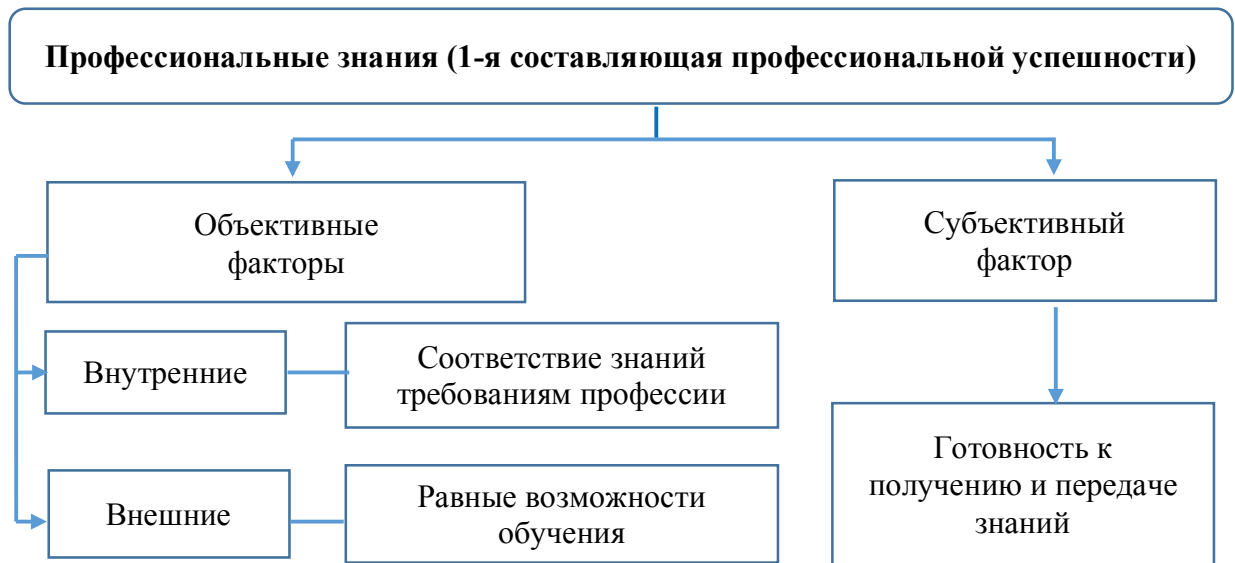 Профессиональные знания (1-я составляющая профессиональной успешности)
Объективные
факторы
Субъективный
фактор
Внутренние
Соответствие знаний
требованиям профессии
Внешние
Равные возможности
обучения
Готовность к
получению и передаче
знаний